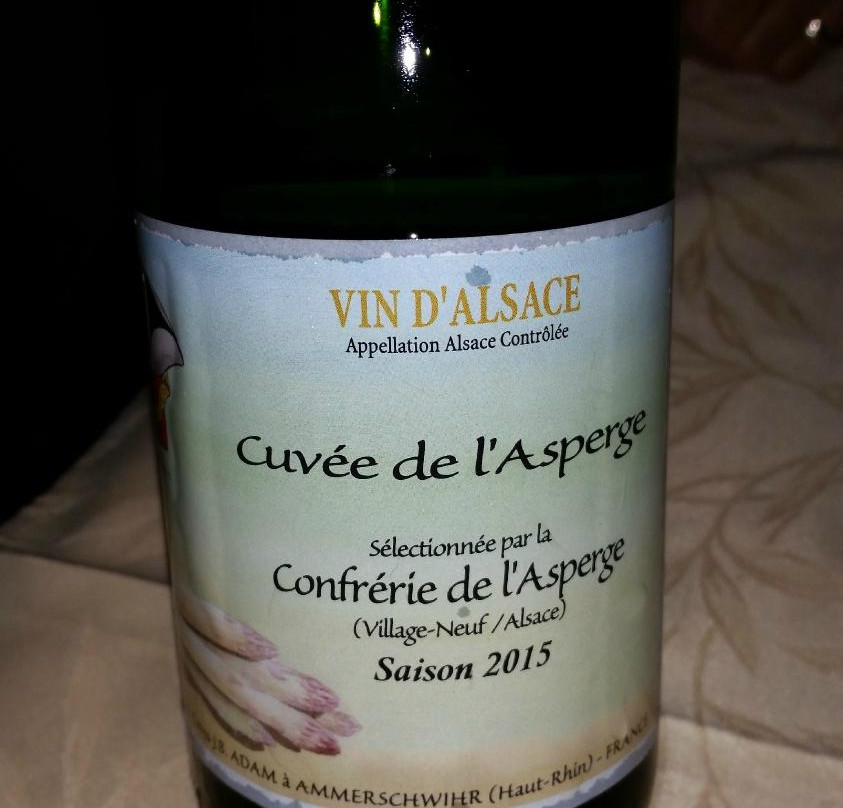 VIN D'ALSACE
Appellation Alsace Contrôlée
Cuvée de l'Asperge
Sélectionnée par la
Confrérie de l'Asperge
(Village-Neuf / Alsace)
Saison 2015
J.B. ADAM à AMMERSCHWIHR (Haut-Rhin) - FRANCE